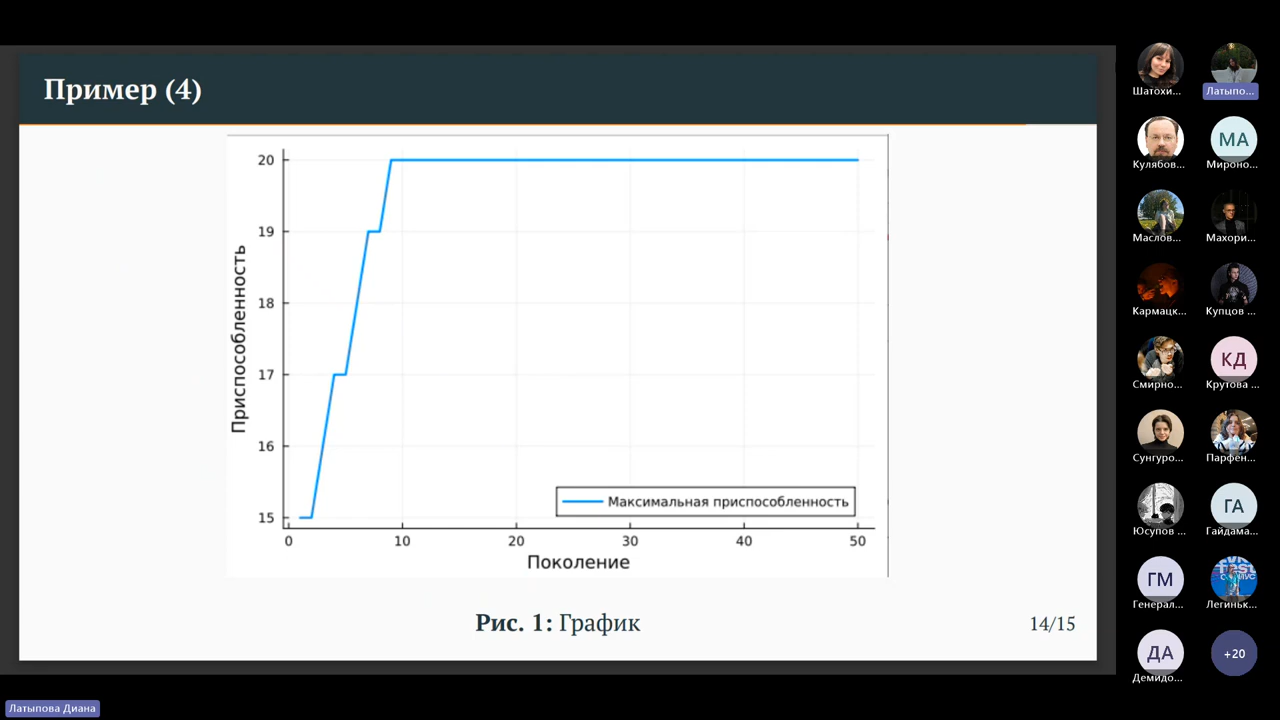 Пример (4)
20
19
18
17
16
15
Приспособленность
Максимальная приспособленность
0 10 20 30 40 50
Поколение
Рис. 1: График
14/15
Шатохи... Латыпо...
Кулябов... МА Мироно...
Маслов... Махори...
Кармацк... Купцов ...
Смирно... КД Крутова ...
Сунгуро... Парфен...
Юсупов ... ГА Гайдама...
ГМ Генерал... Легиньк...
ДА Демидо... +20
Латыпова Диана